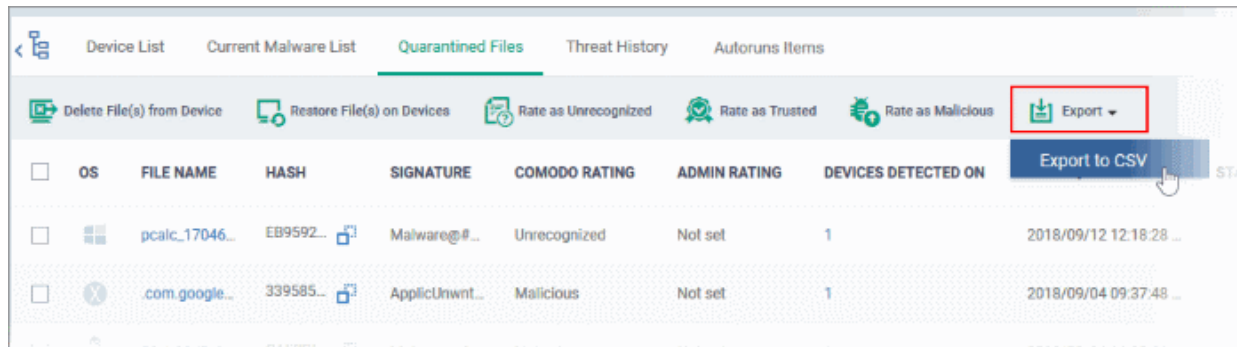 Device List Current Malware List Quarantined Files Threat History Autoruns Items
Delete File(s) from Device Restore File(s) on Devices Rate as Unrecognized Rate as Trusted Rate as Malicious Export
Export to CSV
OS FILE NAME HASH SIGNATURE COMODO RATING ADMIN RATING DEVICES DETECTED ON
pcalc_17046... EB9592... Malware@#... Unrecognized Not set 1 2018/09/12 12:18:28 ...
.com.google... 339585... ApplicUnwnt... Malicious Not set 1 2018/09/04 09:37:48 ...